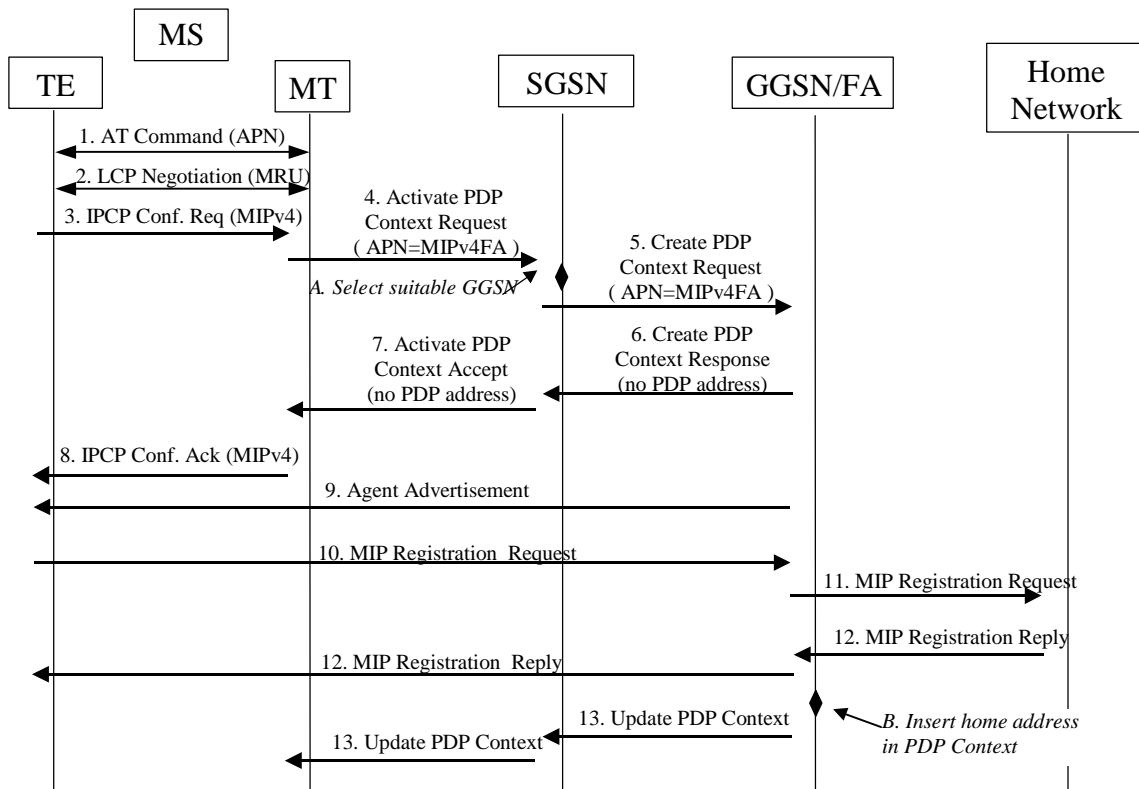 MS
TE
MT
SGSN
GGSN/FA
Home
Network
1. AT Command (APN)
2. LCP Negotiation (MRU)
3. IPCP Conf. Req (MIPv4)
4. Activate PDP
Context Request
( APN=MIPv4FA )
A. Select suitable GGSN
5. Create PDP
Context Request
( APN=MIPv4FA )
6. Create PDP
Context Response
(no PDP address)
7. Activate PDP
Context Accept
(no PDP address)
8. IPCP Conf. Ack (MIPv4)
9. Agent Advertisement
10. MIP Registration Request
11. MIP Registration Request
12. MIP Registration Reply
12. MIP Registration Reply
B. Insert home address
in PDP Context
13. Update PDP Context
13. Update PDP Context